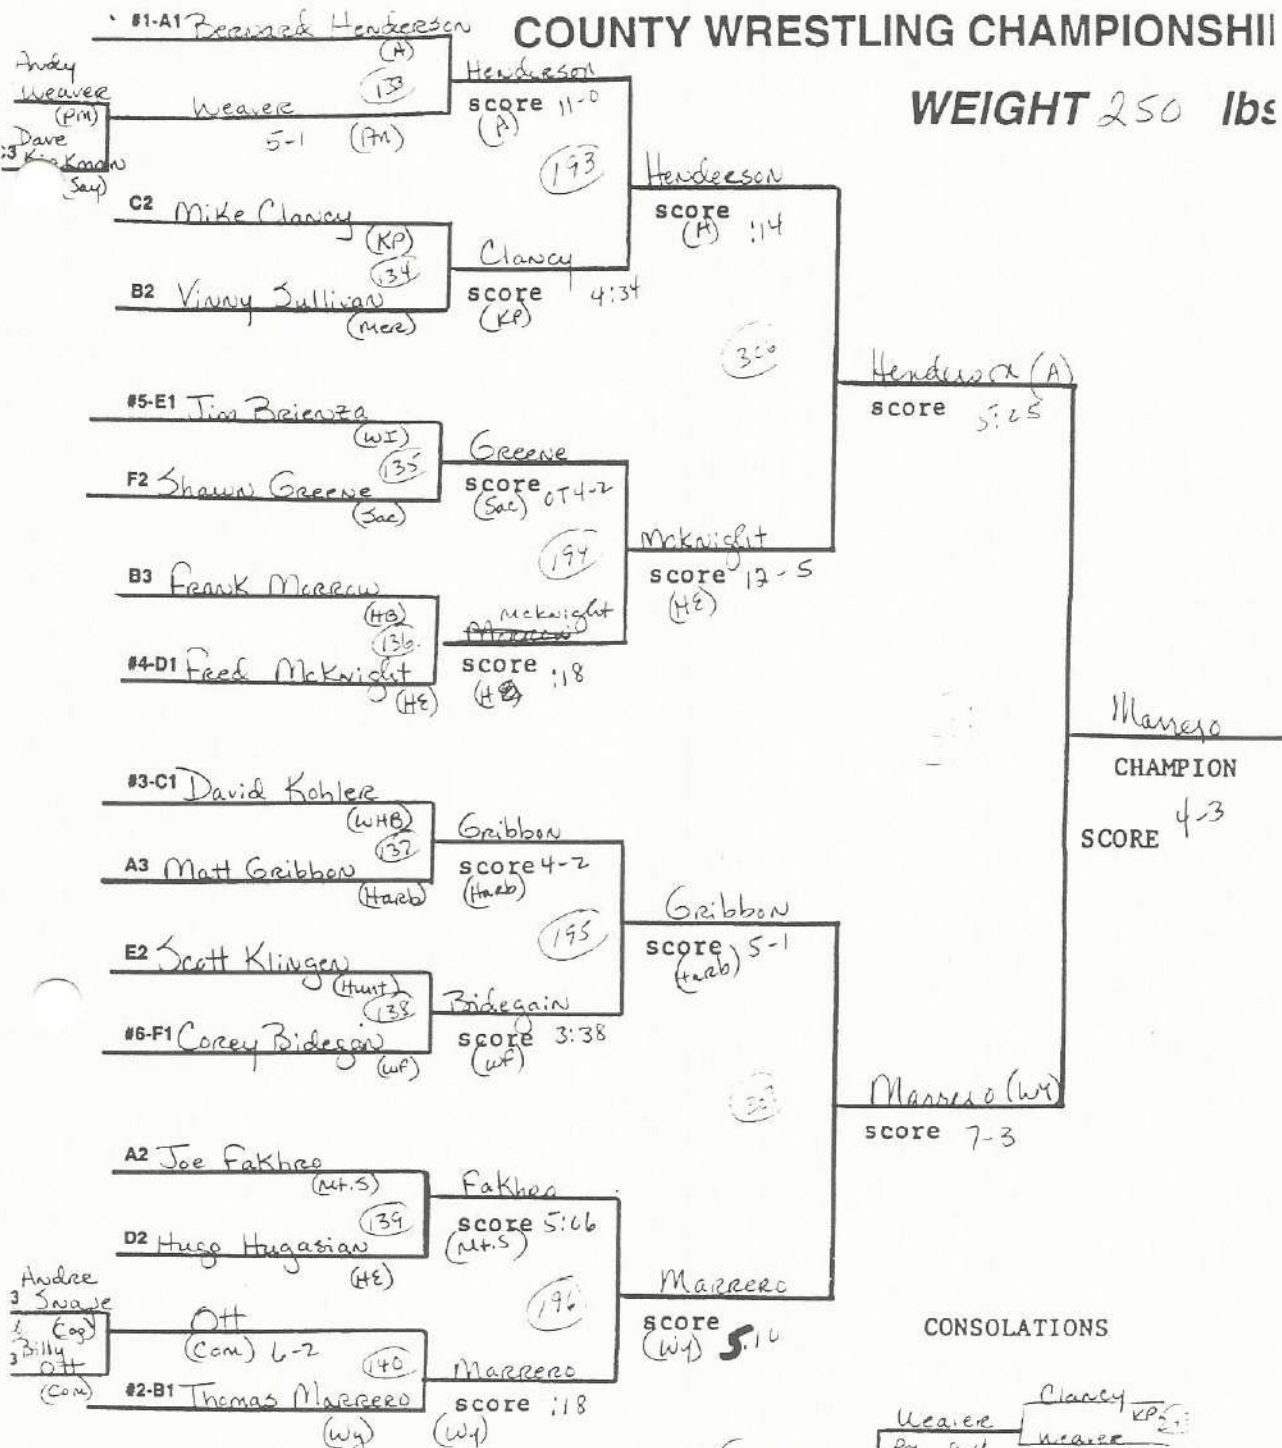 COUNTY WRESTLING CHAMPIONSHI
WEIGHT 250 lbs
#1-A1 Bernard Henderson
(A)
133
Andy
Weaver
(PM)
Dave
Kirkman
(Say)
Weaver
5-1 (PM)
Henderson
score 11-0
(A)
193
C2 Mike Clancy
(KP)
134
B2 Vinny Sullivan
(Mer)
Clancy
score 4:34
(KP)
Henderson
score :14
(A)
306
#5-E1 Jim Brienza
(WI)
135
F2 Shawn Greene
(Sac)
Greene
score OT 4-2
(Sac)
194
B3 Frank Morrow
(HB)
136
#4-D1 Fred McKnight
(HE)
McKnight
Morrow
score :18
McKnight
score 12-5
(HE)
Henderson (A)
score 5:25
#3-C1 David Kohler
(WHB)
137
A3 Matt Gribbon
(Harb)
Gribbon
score 4-2
(Harb)
195
E2 Scott Klingen
(Hunt)
138
#6-F1 Corey Bidegain
(WF)
Bidegain
score 3:38
(WF)
Gribbon
score 5-1
(Harb)
Marrero
CHAMPION
SCORE 4-3
A2 Joe Fakhro
(Mt.S)
139
D2 Hugo Hugasian
(HE)
Fakhro
score 5:06
(Mt.S)
196
Andre
3 Snaje
(Cop)
3 Billy
Ott
(Com)
Ott
(Com) 6-2
140
#2-B1 Thomas Marrero
(Wy)
Marrero
score :18
(Wy)
Marrero
score 5:10
(Wy)
Marrero (Wy)
score 7-3
CONSOLATIONS
Clancy
KP
Weaver
Weaver